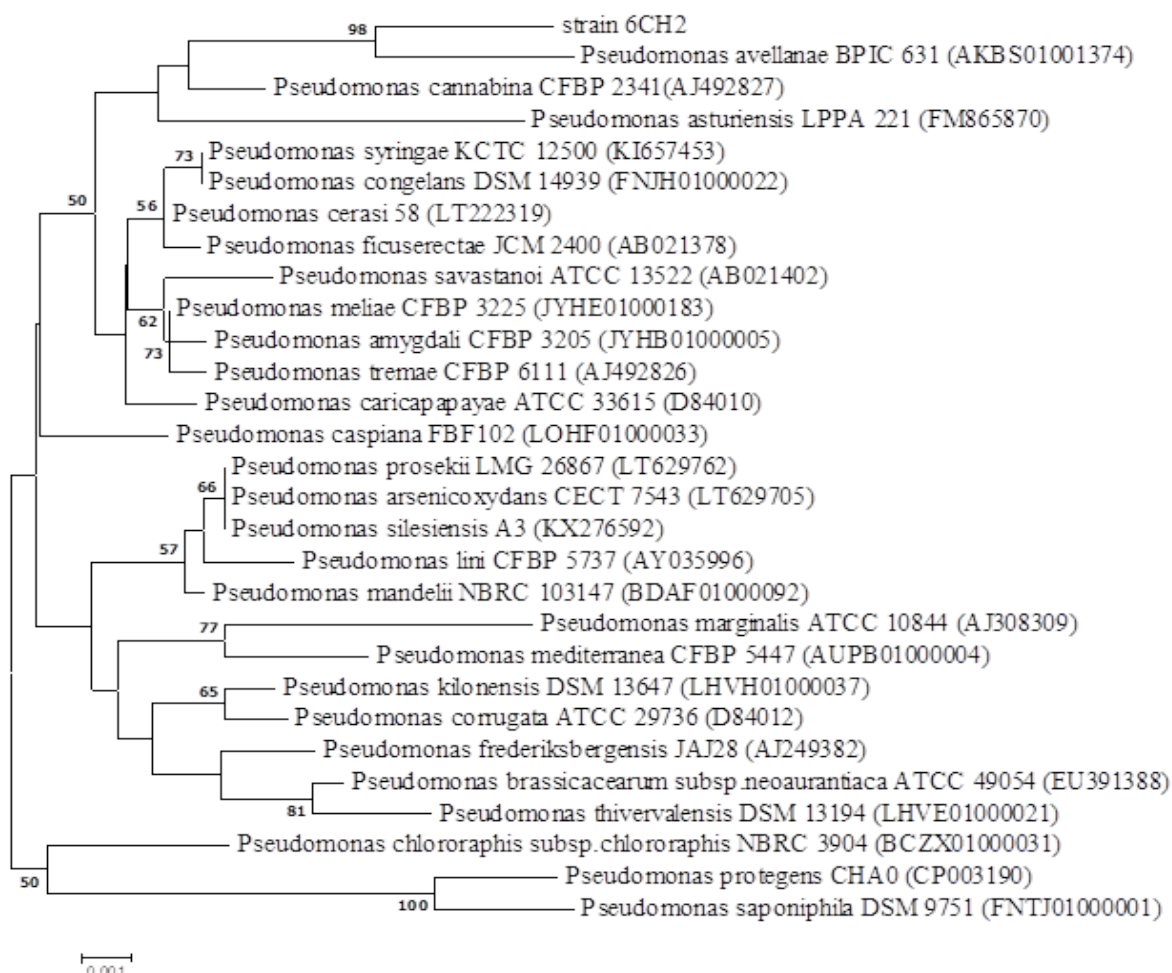 98
strain 6CH2
Pseudomonas avellanae BPIC 631 (AKBS01001374)
Pseudomonas cannabina CFBP 2341(AJ492827)
Pseudomonas asturiensis LPPA 221 (FM865870)
73
Pseudomonas syringae KCTC 12500 (KI657453)
Pseudomonas congelans DSM 14939 (FNJH01000022)
50
56
Pseudomonas cerasi 58 (LT222319)
Pseudomonas ficuserectae JCM 2400 (AB021378)
Pseudomonas savastanoi ATCC 13522 (AB021402)
Pseudomonas meliae CFBP 3225 (JYHE01000183)
62
Pseudomonas amygdali CFBP 3205 (JYHB01000005)
73
Pseudomonas tremae CFBP 6111 (AJ492826)
Pseudomonas caricapapayae ATCC 33615 (D84010)
Pseudomonas caspiana FBF102 (LOHF01000033)
Pseudomonas prosekii LMG 26867 (LT629762)
66
Pseudomonas arsenicoxydans CECT 7543 (LT629705)
Pseudomonas silesiensis A3 (KX276592)
57
Pseudomonas lini CFBP 5737 (AY035996)
Pseudomonas mandelii NBRC 103147 (BDAF01000092)
77
Pseudomonas marginalis ATCC 10844 (AJ308309)
Pseudomonas mediterranea CFBP 5447 (AUPB01000004)
65
Pseudomonas kilonensis DSM 13647 (LHVH01000037)
Pseudomonas corrugata ATCC 29736 (D84012)
Pseudomonas frederiksbergensis JAJ28 (AJ249382)
Pseudomonas brassicacearum subsp.neoaurantiaca ATCC 49054 (EU391388)
81
Pseudomonas thivervalensis DSM 13194 (LHVE01000021)
Pseudomonas chlororaphis subsp.chlororaphis NBRC 3904 (BCZX01000031)
50
Pseudomonas protegens CHA0 (CP003190)
100
Pseudomonas saponiphila DSM 9751 (FNTJ01000001)
0.001